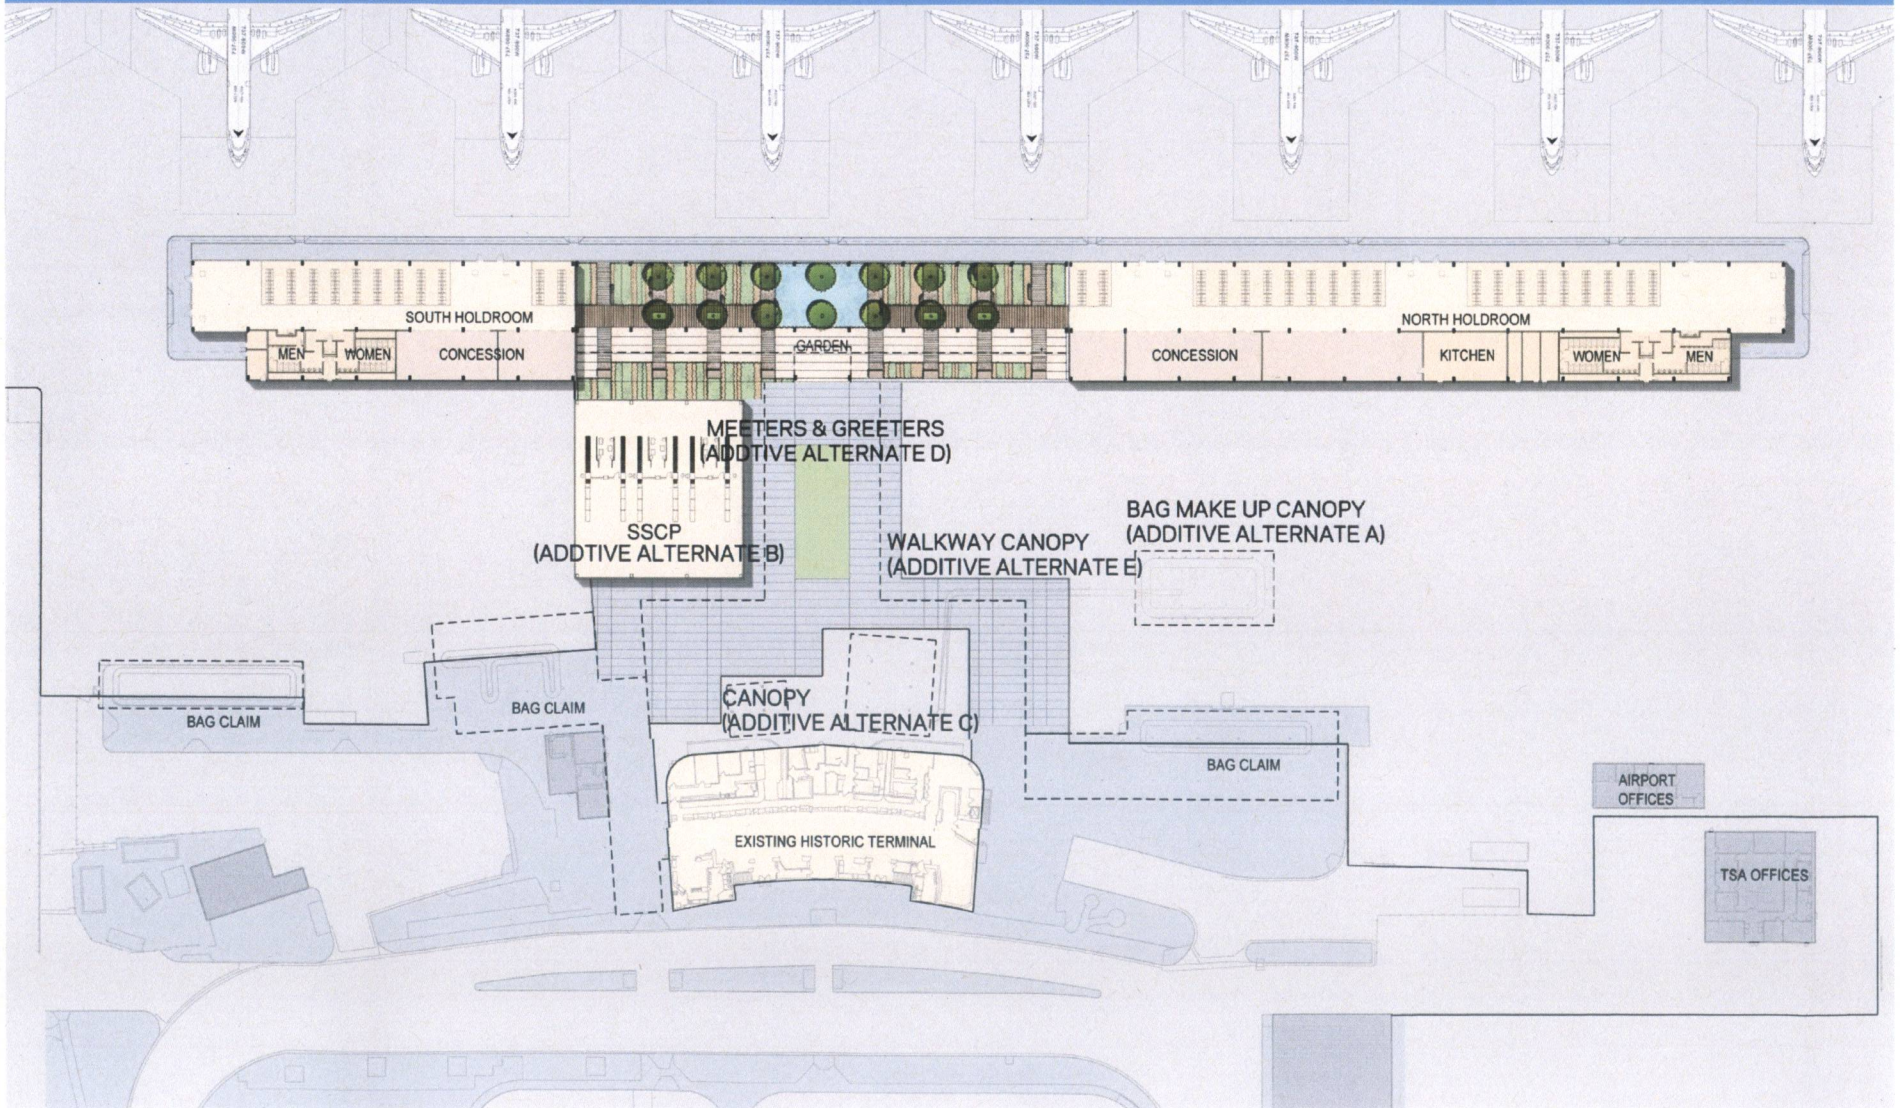 SOUTH HOLDROOM
NORTH HOLDROOM
MEN
WOMEN
CONCESSION
GARDEN
CONCESSION
KITCHEN
WOMEN
MEN
MEETERS & GREETERS
(ADDTIVE ALTERNATE D)
SSCP
(ADDTIVE ALTERNATE B)
WALKWAY CANOPY
(ADDITIVE ALTERNATE E)
BAG MAKE UP CANOPY
(ADDITIVE ALTERNATE A)
BAG CLAIM
BAG CLAIM
CANOPY
(ADDITIVE ALTERNATE C)
BAG CLAIM
AIRPORT
OFFICES
EXISTING HISTORIC TERMINAL
TSA OFFICES